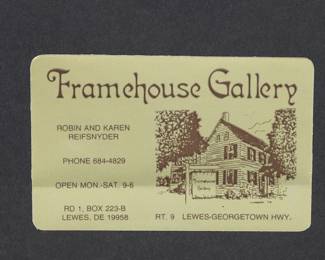 Framehouse Gallery
ROBIN AND KAREN
REIFSNYDER
PHONE 684-4829
OPEN MON.-SAT. 9-6
RD 1, BOX 223-B
LEWES, DE 19958
RT. 9 LEWES-GEORGETOWN HWY.